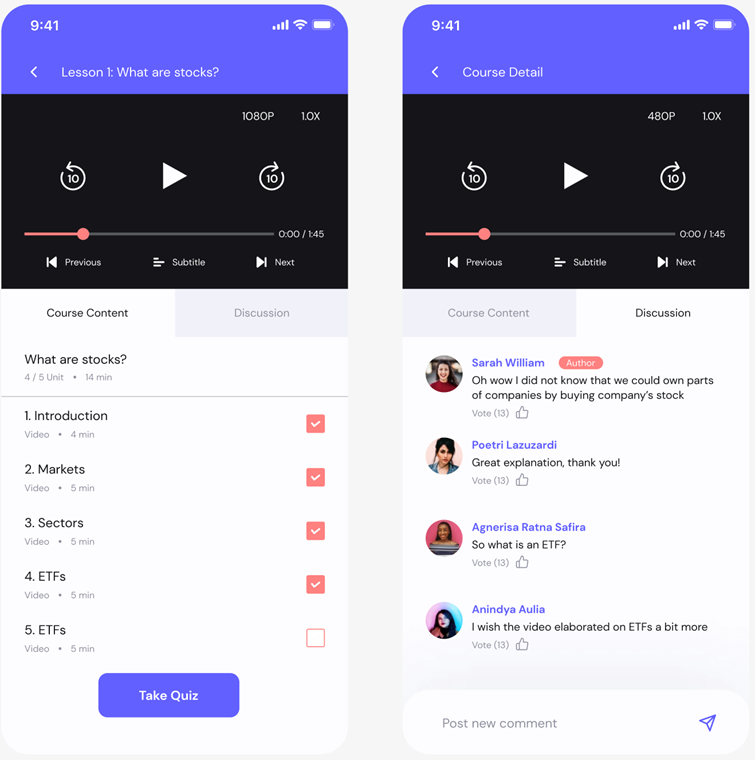 9:41
Lesson 1: What are stocks?
1080P 1.0X
10 10
0:00 / 1:45
Previous Subtitle Next
Course Content Discussion
What are stocks?
4 / 5 Unit • 14 min
1. Introduction
Video • 4 min
2. Markets
Video • 5 min
3. Sectors
Video • 5 min
4. ETFs
Video • 5 min
5. ETFs
Video • 5 min
Take Quiz
9:41
Course Detail
480P 1.0X
10 10
0:00 / 1:45
Previous Subtitle Next
Course Content Discussion
Sarah William Author
Oh wow I did not know that we could own parts
of companies by buying company’s stock
Vote (13)
Poetri Lazuzardi
Great explanation, thank you!
Vote (13)
Agnerisa Ratna Safira
So what is an ETF?
Vote (13)
Anindya Aulia
I wish the video elaborated on ETFs a bit more
Vote (13)
Post new comment